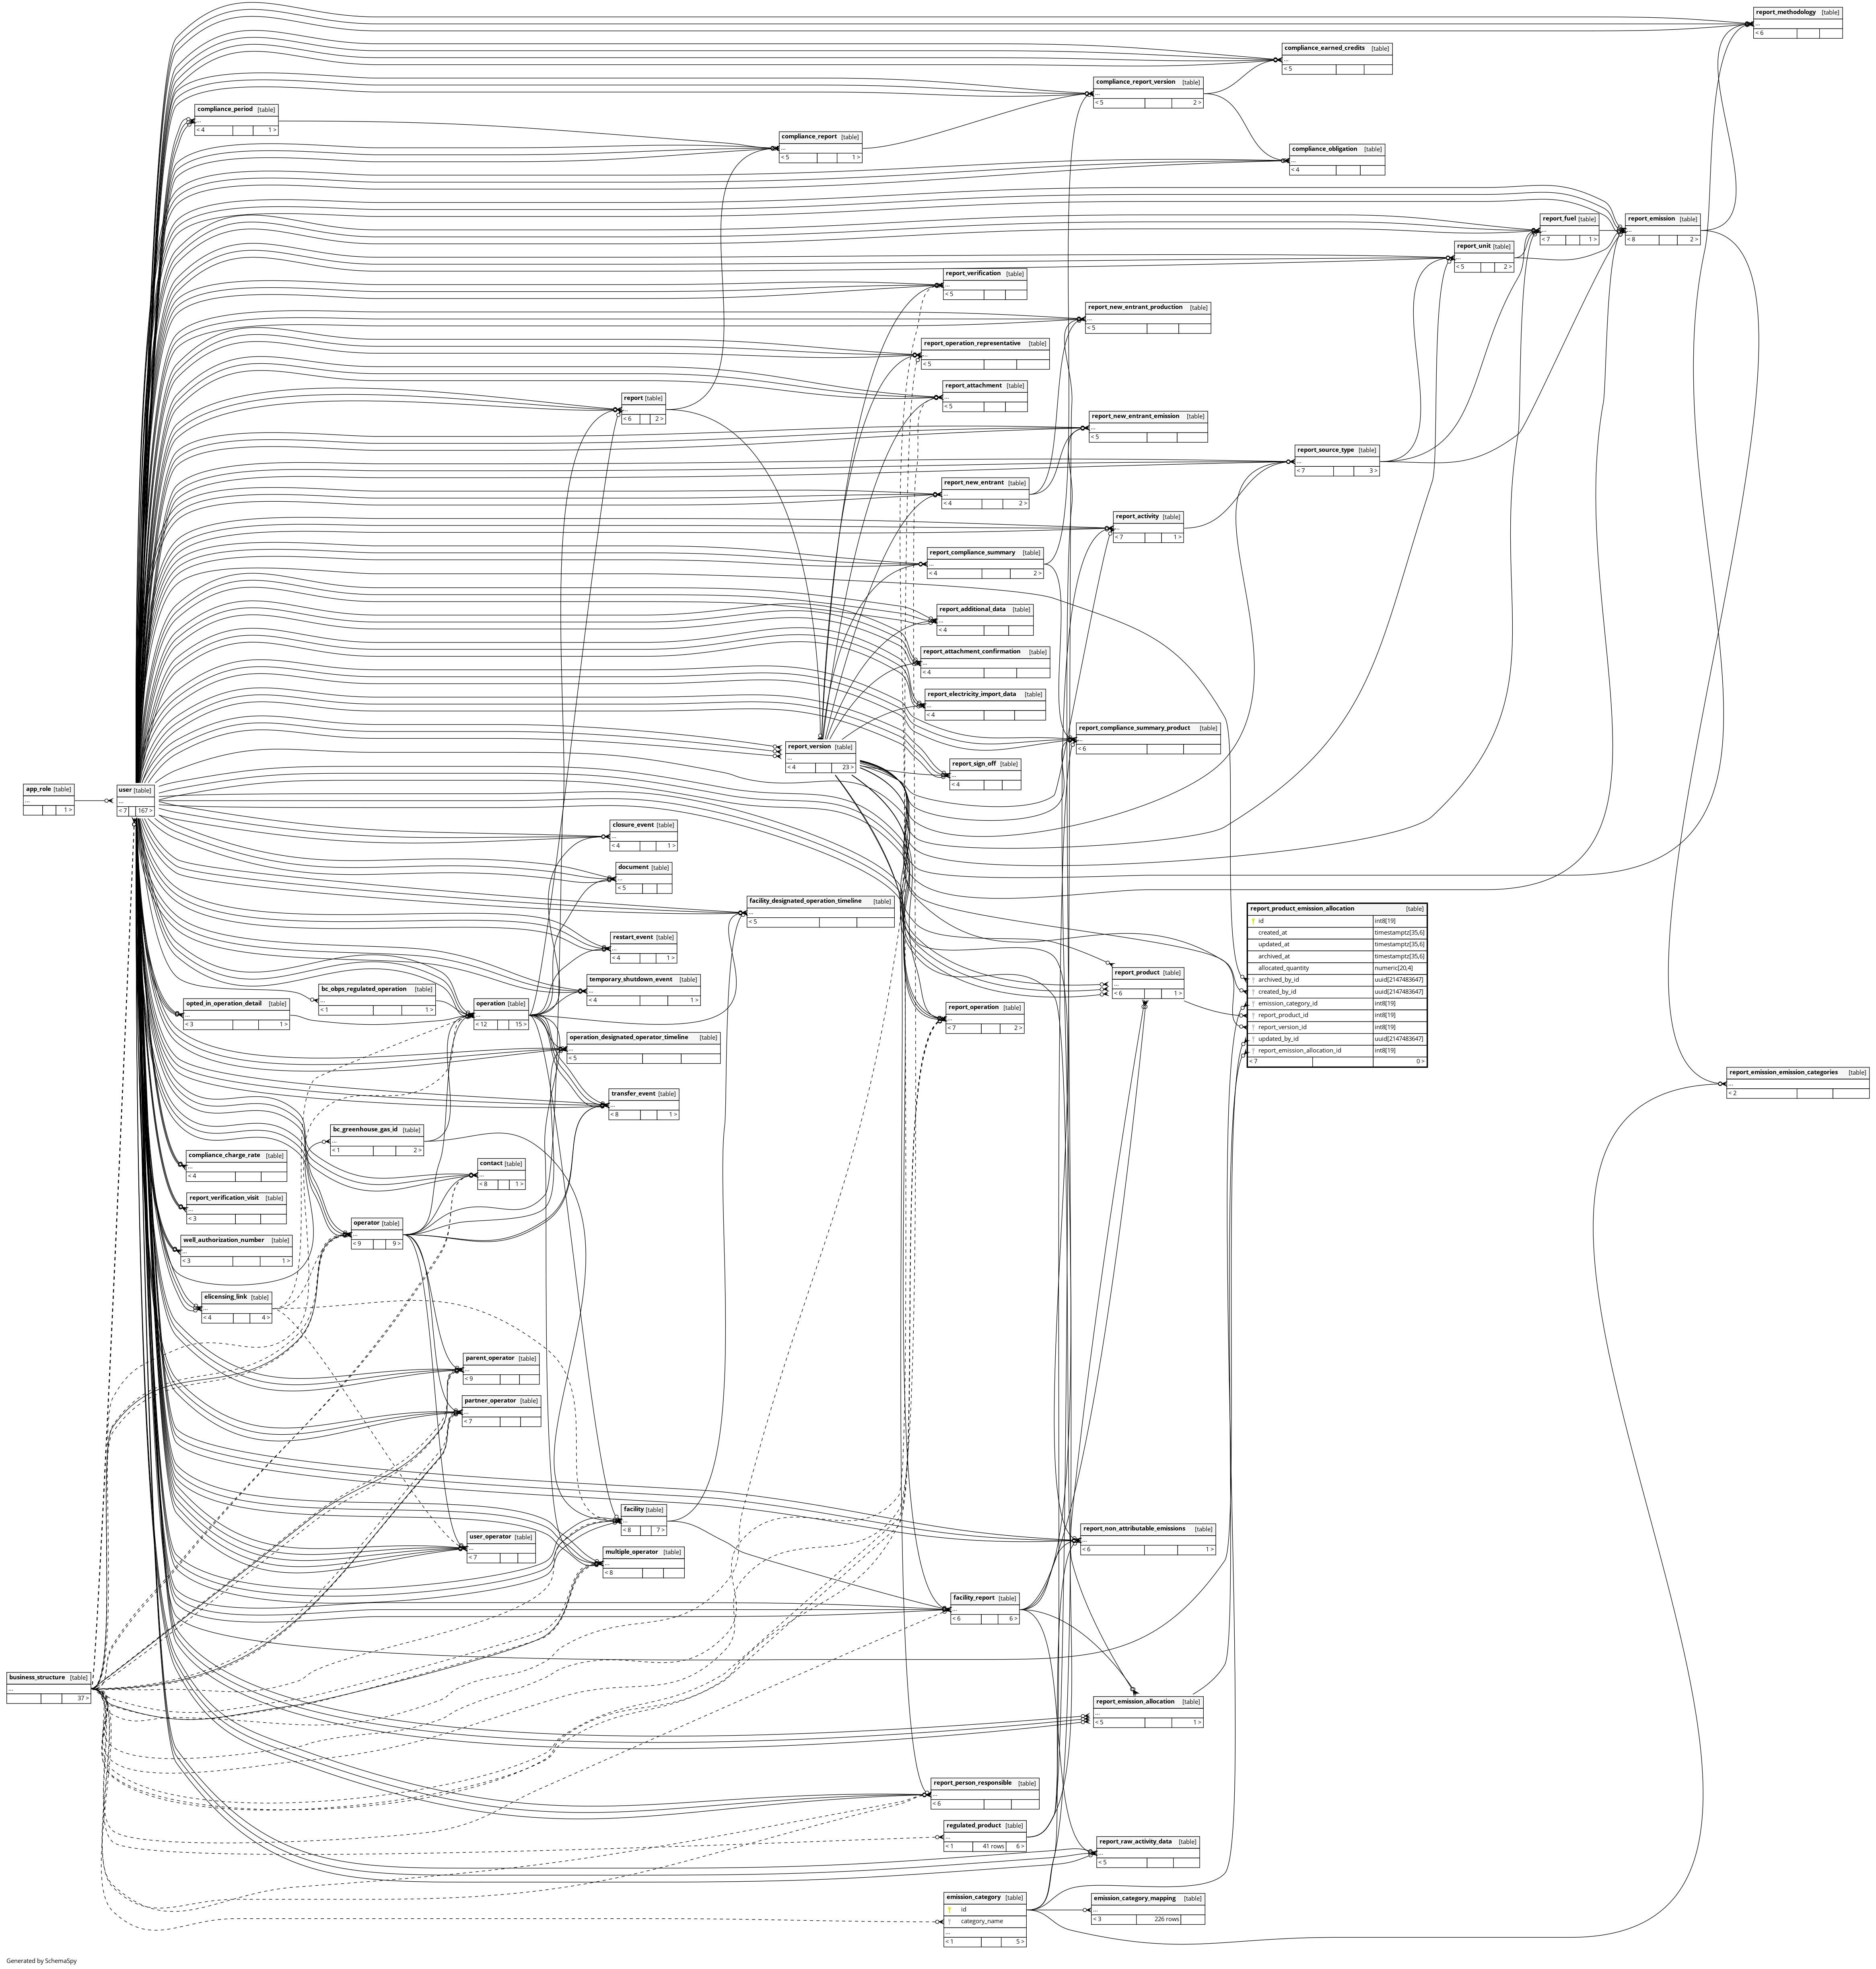 report_methodology [table]
...
< 6
compliance_earned_credits [table]
...
< 5
compliance_report_version [table]
...
< 5 2 >
compliance_period [table]
...
< 4 1 >
compliance_report [table]
...
< 5 1 >
compliance_obligation [table]
...
< 4
report_fuel [table]
...
< 7 1 >
report_emission [table]
...
< 8 2 >
report_unit [table]
...
< 5 2 >
report_verification [table]
...
< 5
report_new_entrant_production [table]
...
< 5
report_operation_representative [table]
...
< 5
report_attachment [table]
...
< 5
report [table]
...
< 6 2 >
report_new_entrant_emission [table]
...
< 5
report_source_type [table]
...
< 7 3 >
report_new_entrant [table]
...
< 4 2 >
report_activity [table]
...
< 7 1 >
report_compliance_summary [table]
...
< 4 2 >
report_additional_data [table]
...
< 4
report_attachment_confirmation [table]
...
< 4
report_electricity_import_data [table]
...
< 4
report_compliance_summary_product [table]
...
< 6
report_version [table]
...
< 4 23 >
report_sign_off [table]
...
< 4
app_role [table]
...
1 >
user [table]
...
< 7 167 >
closure_event [table]
...
< 4 1 >
document [table]
...
< 5
facility_designated_operation_timeline [table]
...
< 5
report_product_emission_allocation [table]
id int8[19]
created_at timestamptz[35,6]
updated_at timestamptz[35,6]
archived_at timestamptz[35,6]
allocated_quantity numeric[20,4]
archived_by_id uuid[2147483647]
created_by_id uuid[2147483647]
emission_category_id int8[19]
report_product_id int8[19]
report_version_id int8[19]
updated_by_id uuid[2147483647]
report_emission_allocation_id int8[19]
< 7 0 >
restart_event [table]
...
< 4 1 >
report_product [table]
...
< 6 1 >
temporary_shutdown_event [table]
...
< 4 1 >
bc_obps_regulated_operation [table]
...
< 1 1 >
opted_in_operation_detail [table]
...
< 3 1 >
operation [table]
...
< 12 15 >
report_operation [table]
...
< 7 2 >
operation_designated_operator_timeline [table]
...
< 5
report_emission_emission_categories [table]
...
< 2
transfer_event [table]
...
< 8 1 >
bc_greenhouse_gas_id [table]
...
< 1 2 >
compliance_charge_rate [table]
...
< 4
contact [table]
...
< 8 1 >
report_verification_visit [table]
...
< 3
operator [table]
...
< 9 9 >
well_authorization_number [table]
...
< 3 1 >
elicensing_link [table]
...
< 4 4 >
parent_operator [table]
...
< 9
partner_operator [table]
...
< 7
facility [table]
...
< 8 7 >
report_non_attributable_emissions [table]
...
< 6 1 >
user_operator [table]
...
< 7
multiple_operator [table]
...
< 8
facility_report [table]
...
< 6 6 >
business_structure [table]
...
37 >
report_emission_allocation [table]
...
< 5 1 >
report_person_responsible [table]
...
< 6
regulated_product [table]
...
< 1 41 rows 6 >
report_raw_activity_data [table]
...
< 5
emission_category [table]
id
category_name
...
< 1 5 >
emission_category_mapping [table]
...
< 3 226 rows
Generated by SchemaSpy